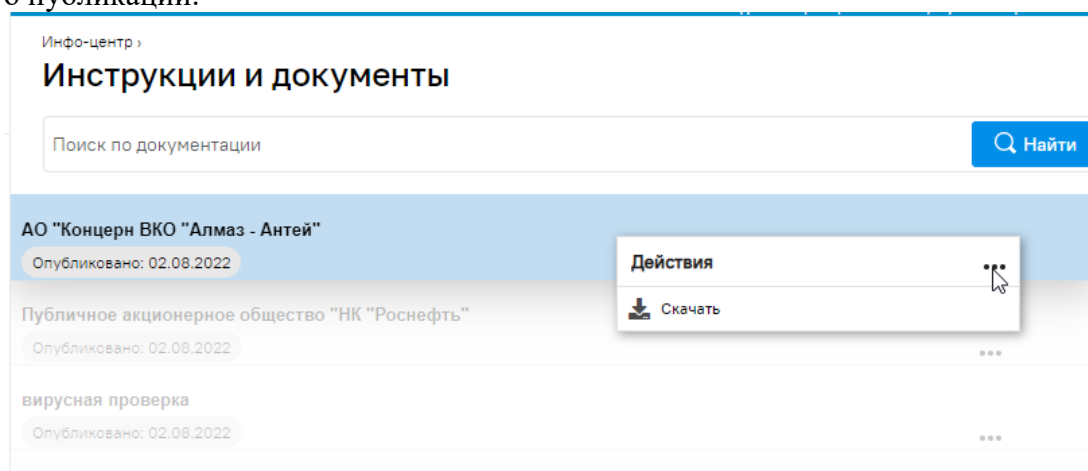 о публикации.
Инфо-центр ›
Инструкции и документы
Поиск по документации
Найти
АО "Концерн ВКО "Алмаз - Антей"
Опубликовано: 02.08.2022
Действия
Скачать
Публичное акционерное общество "НК "Роснефть"
Опубликовано: 02.08.2022
вирусная проверка
Опубликовано: 02.08.2022